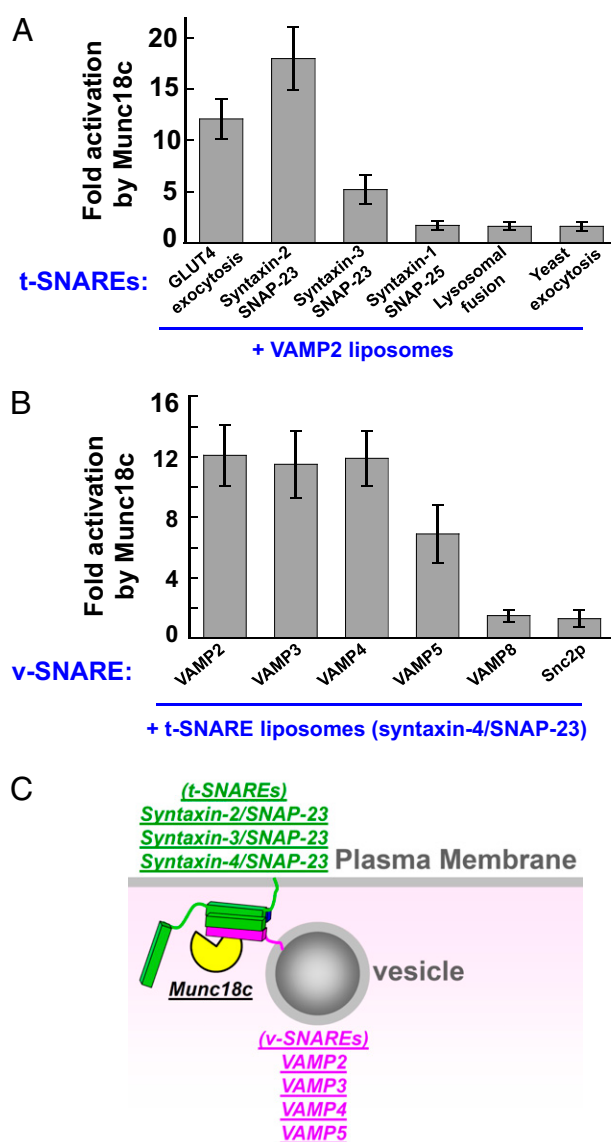 A
Fold activation
by Munc18c
20
15
10
5
0
t-SNAREs:
GLUT4
exocytosis
Syntaxin-2
SNAP-23
Syntaxin-3
SNAP-23
Syntaxin-1
SNAP-25
Lysosomal
fusion
Yeast
exocytosis
+ VAMP2 liposomes
B
Fold activation
by Munc18c
16
12
8
4
0
v-SNARE:
VAMP2
VAMP3
VAMP4
VAMP5
VAMP8
Snc2p
+ t-SNARE liposomes (syntaxin-4/SNAP-23)
C
(t-SNAREs)
Syntaxin-2/SNAP-23
Syntaxin-3/SNAP-23
Syntaxin-4/SNAP-23
Plasma Membrane
Munc18c
vesicle
(v-SNAREs)
VAMP2
VAMP3
VAMP4
VAMP5